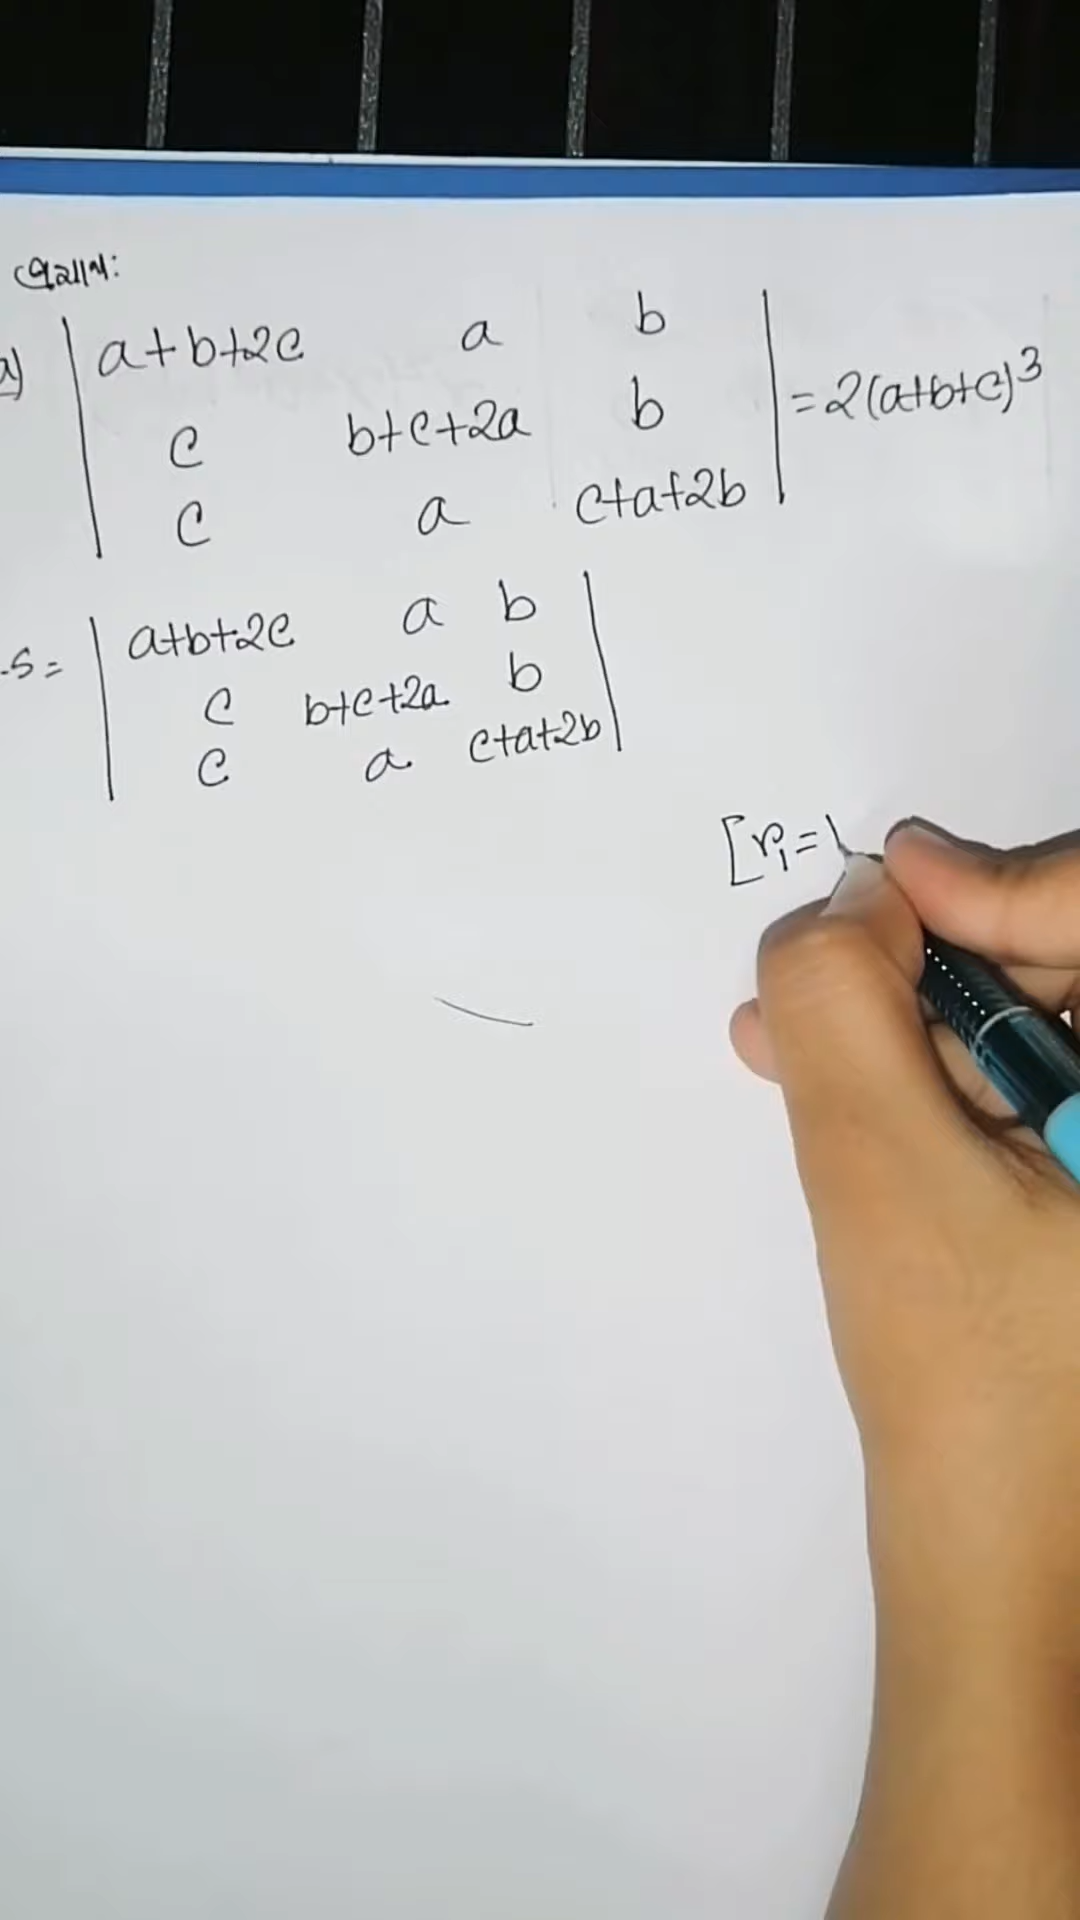 প্রমাণ:
a) | a+b+2c a b |
| c b+c+2a b | = 2(a+b+c)³
| c a c+a+2b |
.S = | a+b+2c a b |
| c b+c+2a b |
| c a c+a+2b |
[r₁ =